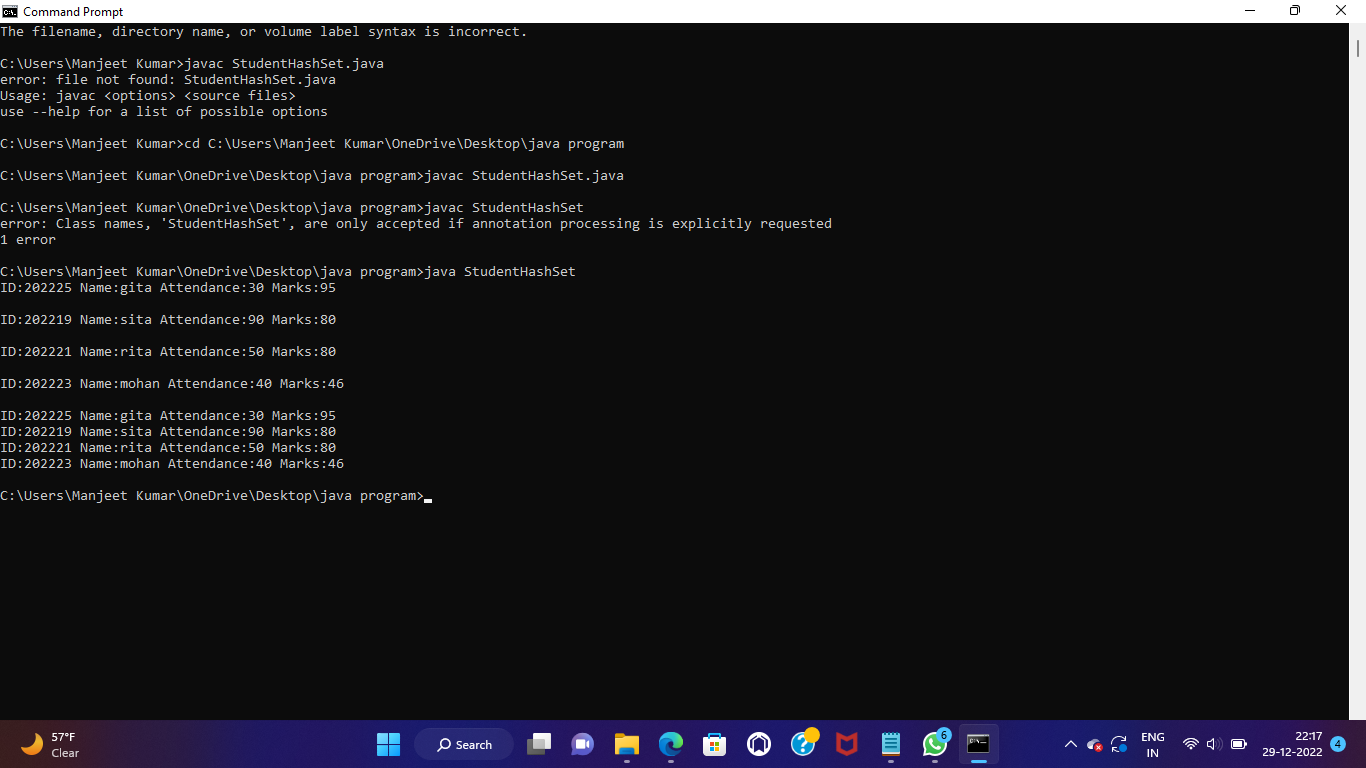 Command Prompt
The filename, directory name, or volume label syntax is incorrect.
C:\Users\Manjeet Kumar>javac StudentHashSet.java
error: file not found: StudentHashSet.java
Usage: javac <options> <source files>
use --help for a list of possible options
C:\Users\Manjeet Kumar>cd C:\Users\Manjeet Kumar\OneDrive\Desktop\java program
C:\Users\Manjeet Kumar\OneDrive\Desktop\java program>javac StudentHashSet.java
C:\Users\Manjeet Kumar\OneDrive\Desktop\java program>javac StudentHashSet
error: Class names, 'StudentHashSet', are only accepted if annotation processing is explicitly requested
1 error
C:\Users\Manjeet Kumar\OneDrive\Desktop\java program>java StudentHashSet
ID:202225 Name:gita Attendance:30 Marks:95
ID:202219 Name:sita Attendance:90 Marks:80
ID:202221 Name:rita Attendance:50 Marks:80
ID:202223 Name:mohan Attendance:40 Marks:46
ID:202225 Name:gita Attendance:30 Marks:95
ID:202219 Name:sita Attendance:90 Marks:80
ID:202221 Name:rita Attendance:50 Marks:80
ID:202223 Name:mohan Attendance:40 Marks:46
C:\Users\Manjeet Kumar\OneDrive\Desktop\java program>
57°F
Clear
Search
6
ENG
IN
22:17
29-12-2022
4